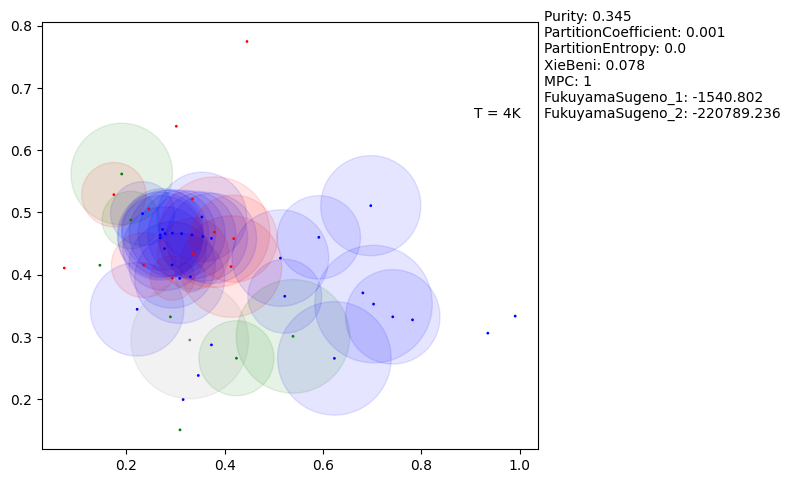 Purity: 0.345
PartitionCoefficient: 0.001
PartitionEntropy: 0.0
XieBeni: 0.078
MPC: 1
FukuyamaSugeno_1: -1540.802
FukuyamaSugeno_2: -220789.236
T = 4K
0.8
0.7
0.6
0.5
0.4
0.3
0.2
0.2 0.4 0.6 0.8 1.0